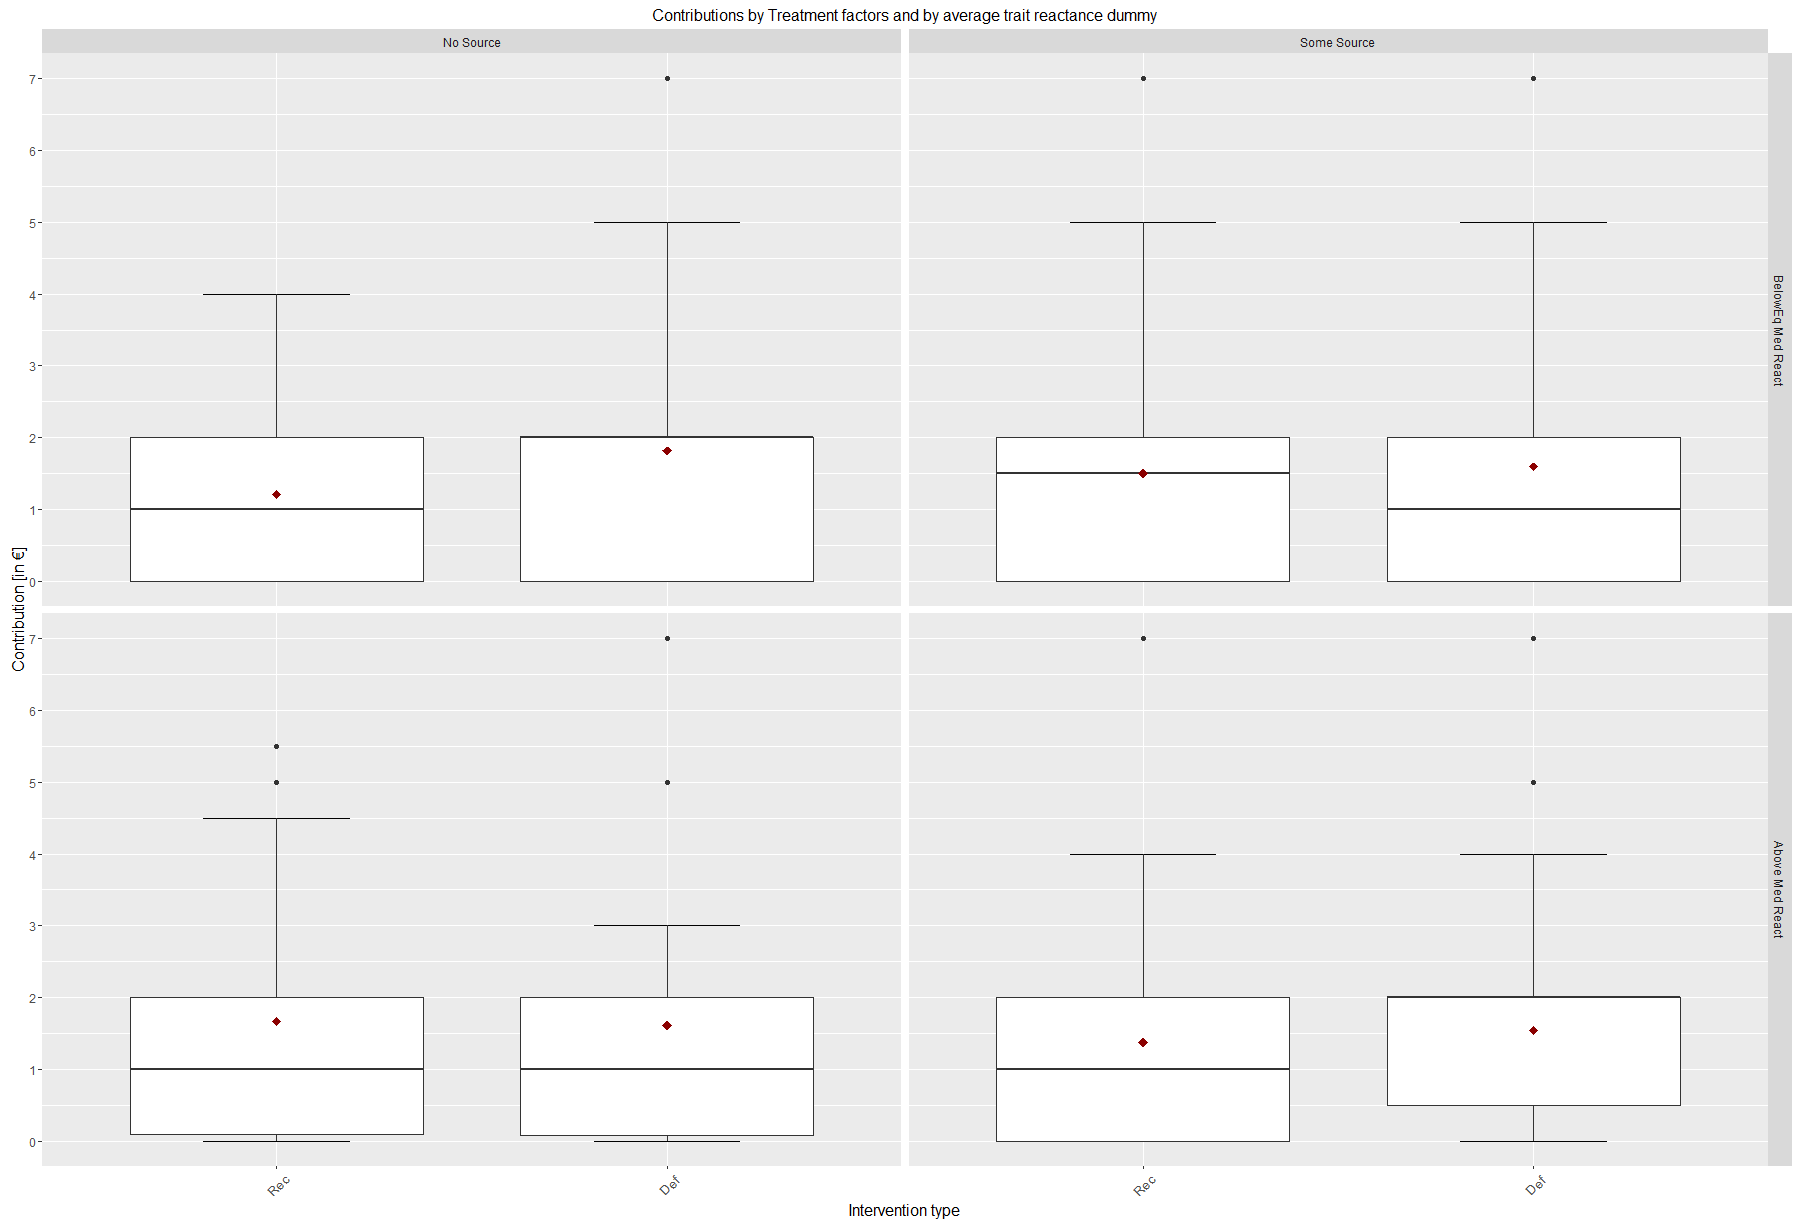 Contributions by Treatment factors and by average trait reactance dummy
No Source
Some Source
7
6
5
4
3
2
1
0
BelowEq Med React
7
6
5
4
3
2
1
0
Above Med React
Contribution [in €]
Rec
Def
Rec
Def
Intervention type